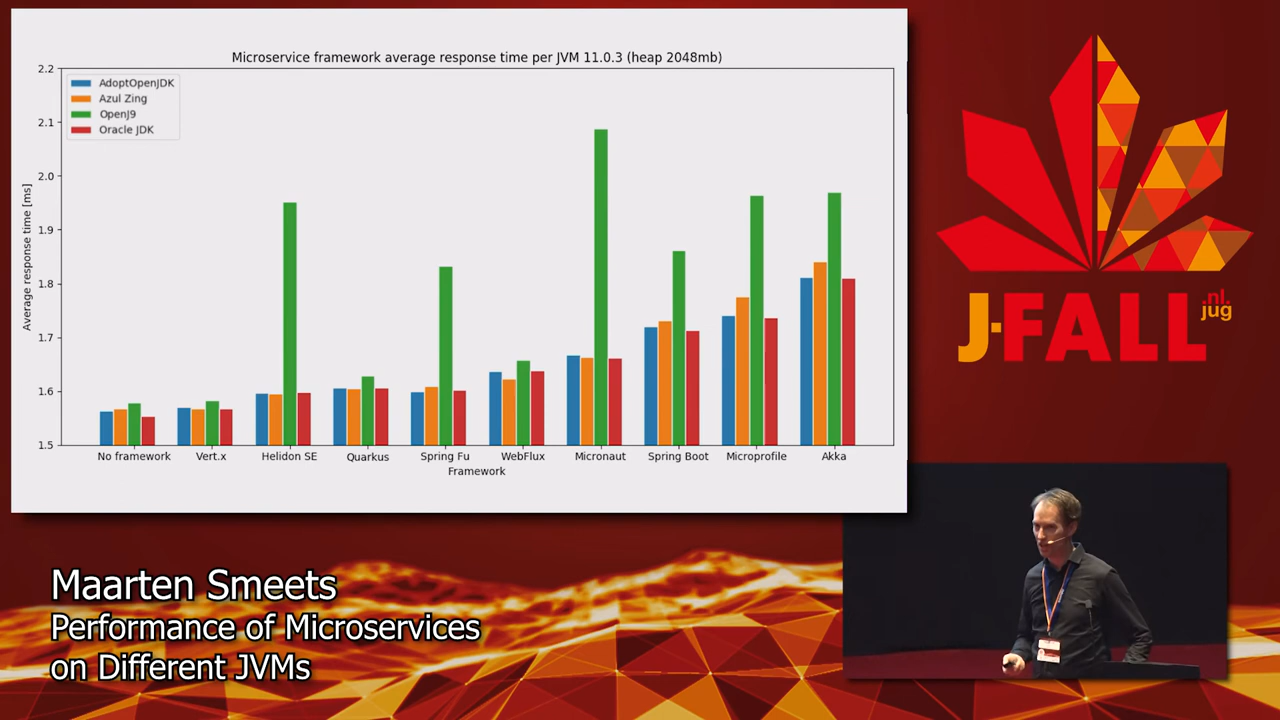 Microservice framework average response time per JVM 11.0.3 (heap 2048mb)
AdoptOpenJDK
Azul Zing
OpenJ9
Oracle JDK
Average response time [ms]
2.2
2.1
2.0
1.9
1.8
1.7
1.6
1.5
No framework Vert.x Helidon SE Quarkus Spring Fu WebFlux Micronaut Spring Boot Microprofile Akka
Framework
J-FALL
nl.
jug
Maarten Smeets
Performance of Microservices
on Different JVMs